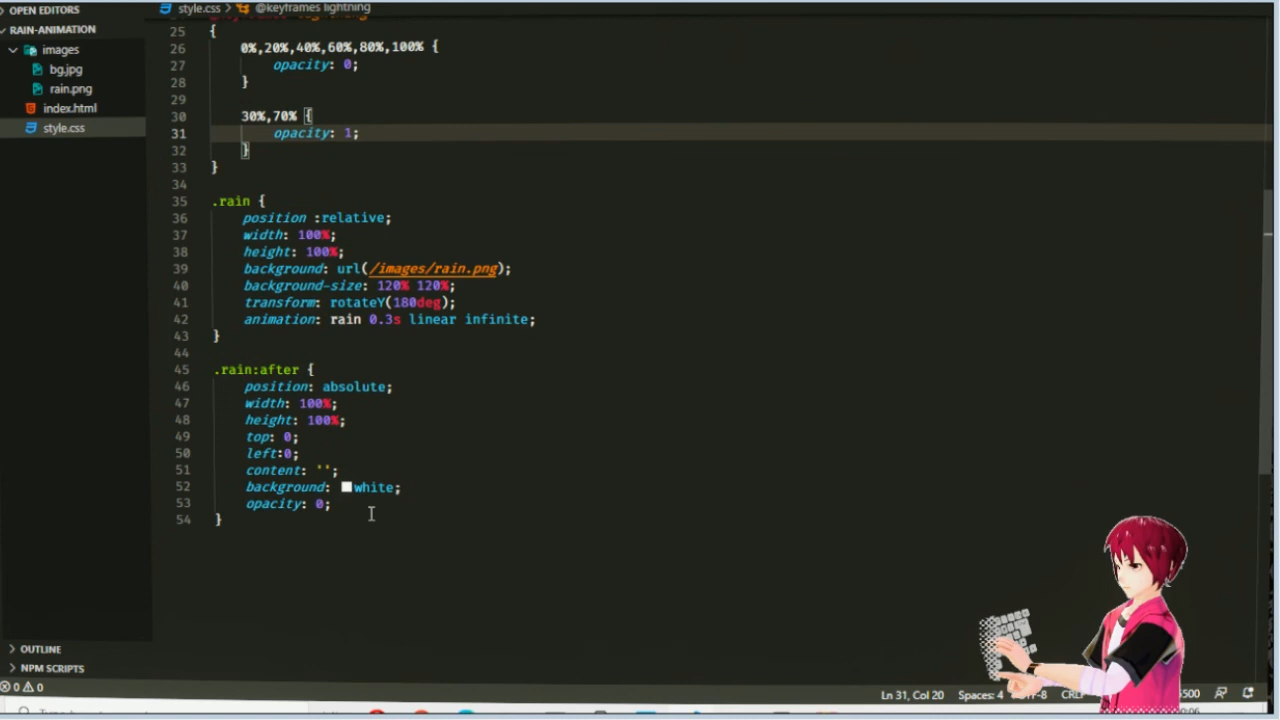 OPEN EDITORS
RAIN-ANIMATION
images
bg.jpg
rain.png
index.html
style.css
style.css > @keyframes lightning
25 {
26 0%,20%,40%,60%,80%,100% {
27 opacity: 0;
28 }
29
30 30%,70% {
31 opacity: 1;
32 }
33 }
34
35 .rain {
36 position :relative;
37 width: 100%;
38 height: 100%;
39 background: url(/images/rain.png);
40 background-size: 120% 120%;
41 transform: rotateY(180deg);
42 animation: rain 0.3s linear infinite;
43 }
44
45 .rain:after {
46 position: absolute;
47 width: 100%;
48 height: 100%;
49 top: 0;
50 left:0;
51 content: '';
52 background: white;
53 opacity: 0;
54 }
OUTLINE
NPM SCRIPTS
0 0
Ln 31, Col 20 Spaces: 4